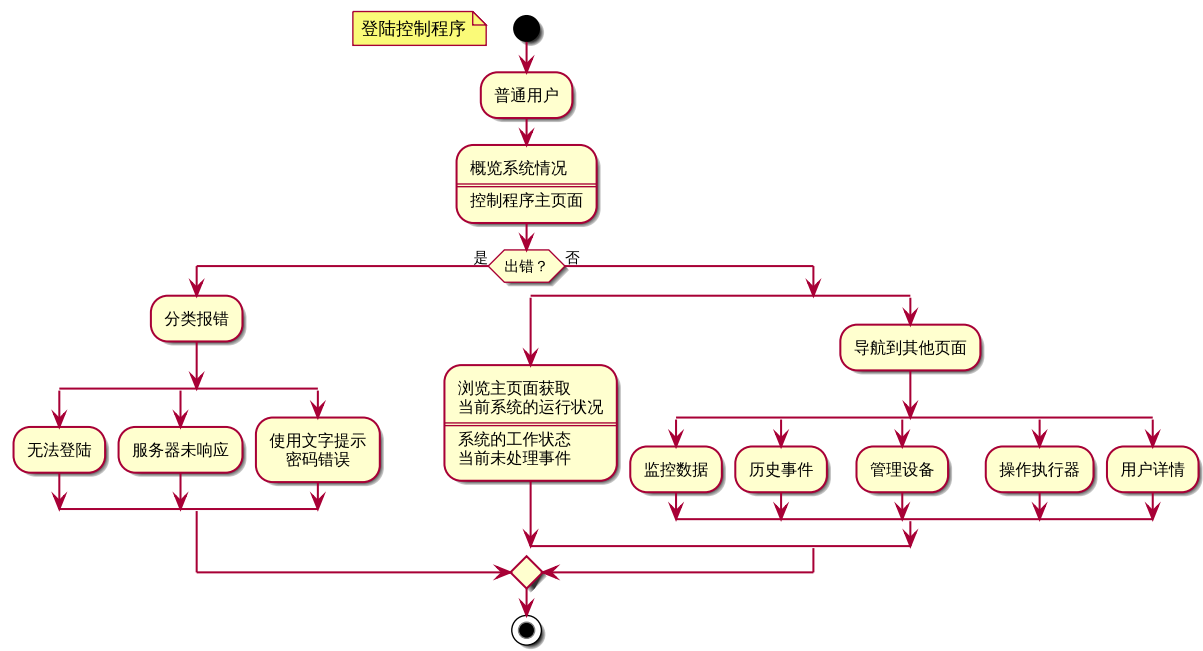 登陆控制程序
普通用户
概览系统情况
控制程序主页面
是
出错？
否
分类报错
无法登陆
服务器未响应
使用文字提示
密码错误
浏览主页面获取
当前系统的运行状况
系统的工作状态
当前未处理事件
导航到其他页面
监控数据
历史事件
管理设备
操作执行器
用户详情